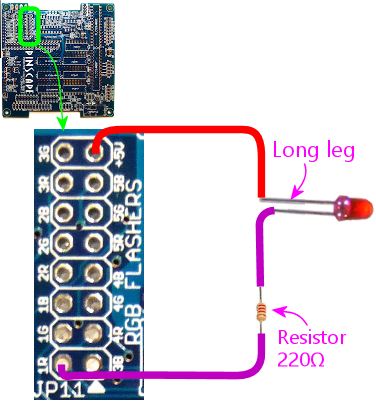 PINSCAPE
3G +5V
3R 5B
2B 5G
2G 5R
2R 4B
1B 4G
1G 4R
1R 3B
RGB FLASHERS
JP11
Long leg
Resistor
220Ω